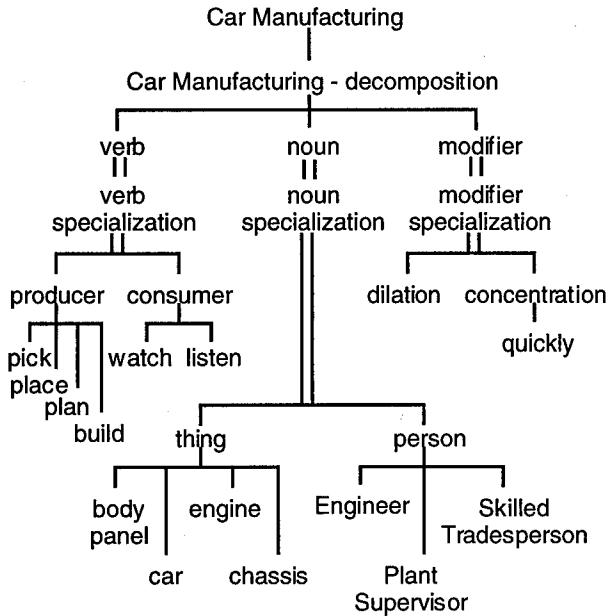 Car Manufacturing
Car Manufacturing - decomposition
verb
noun
modifier
verb
specialization
noun
specialization
modifier
specialization
producer
consumer
dilation
concentration
pick
place
plan
build
watch
listen
quickly
thing
person
body
panel
car
engine
chassis
Engineer
Plant
Supervisor
Skilled
Tradesperson